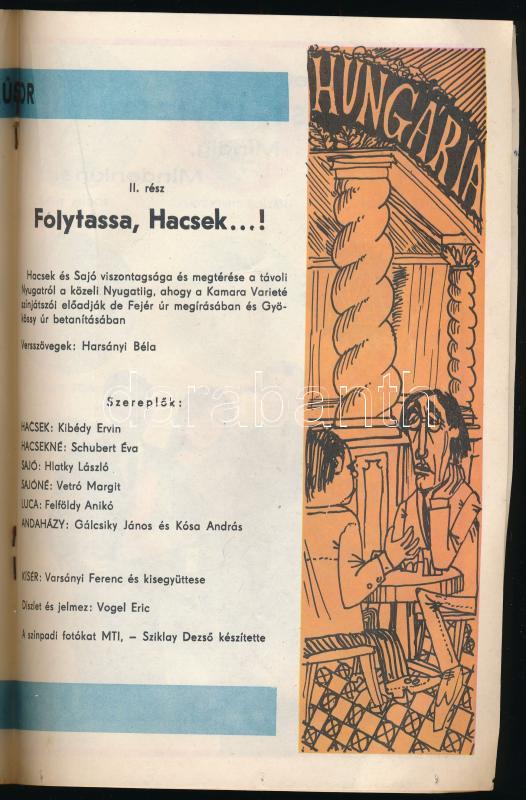 ŰSOR
HUNGÁRIA
II. rész
Folytassa, Hacsek...!
Hacsek és Sajó viszontagsága és megtérése a távoli
Nyugatról a közeli Nyugatiig, ahogy a Kamara Varieté
színjátszói előadják de Fejér úr megírásában és Gyö-
kössy úr betanításában
Versszövegek: Harsányi Béla
darabanth
Szereplők:
HACSEK: Kibédy Ervin
HACSEKNÉ: Schubert Éva
SAJÓ: Hlatky László
SAJÓNÉ: Vetró Margit
LUCA: Felföldy Anikó
ANDAHÁZY: Gálcsiky János és Kósa András
KISÉR: Varsányi Ferenc és kisegyüttese
Díszlet és jelmez: Vogel Eric
A színpadi fotókat MTI, – Sziklay Dezső készítette